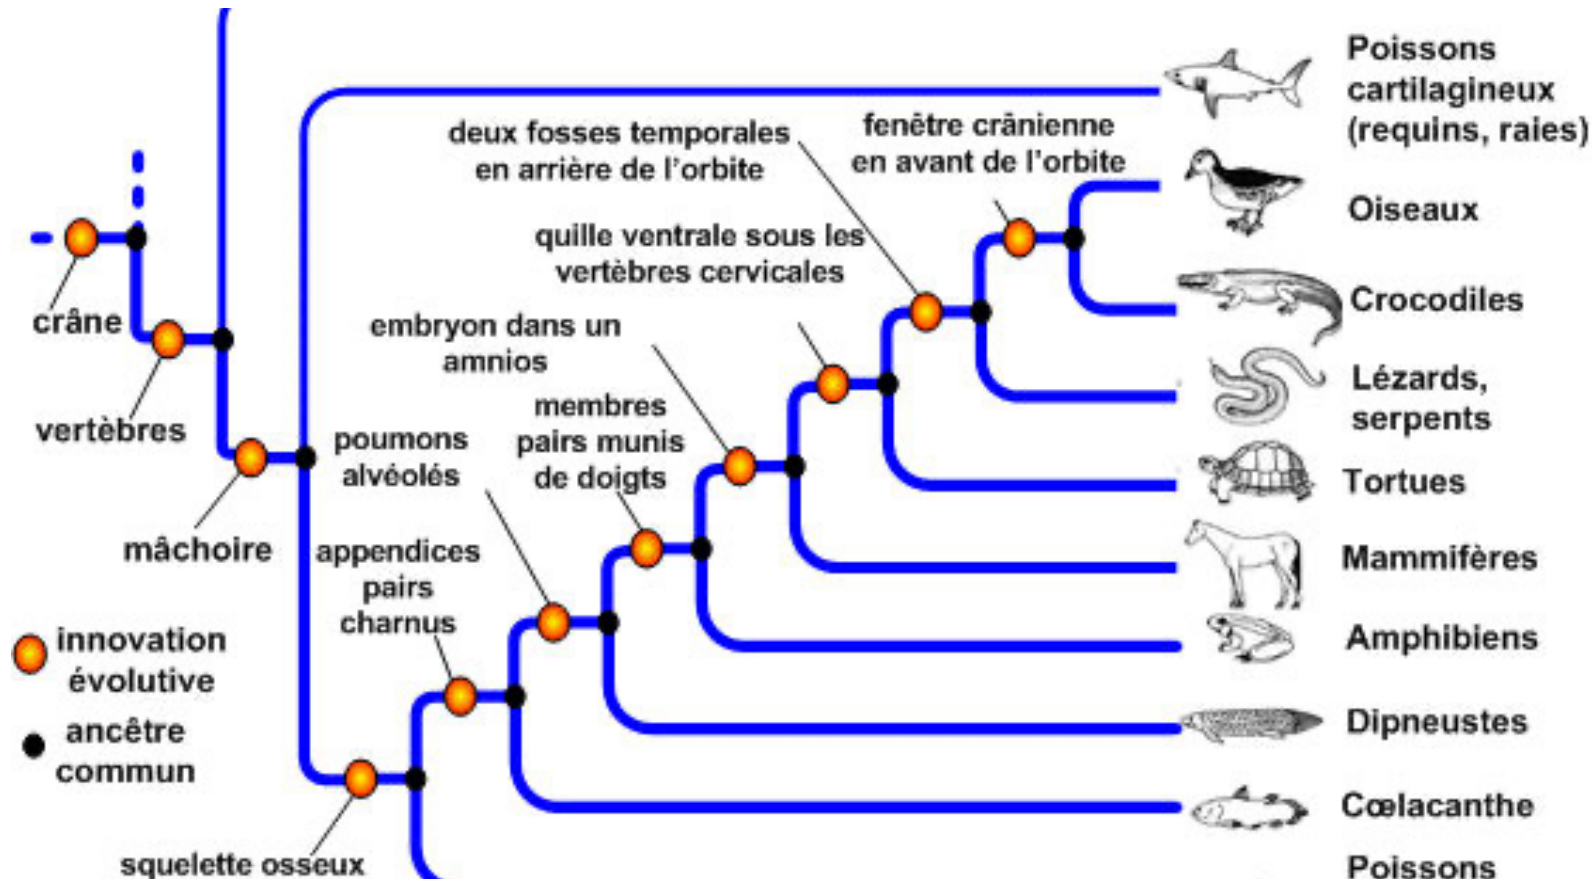 Poissons
cartilagineux
(requins, raies)
deux fosses temporales
en arrière de l'orbite
fenêtre crânienne
en avant de l'orbite
Oiseaux
quille ventrale sous les
vertèbres cervicales
Crocodiles
crâne
embryon dans un
amnios
Lézards,
serpents
vertèbres
membres
pairs munis
de doigts
poumons
alvéolés
Tortues
mâchoire
appendices
pairs
charnus
Mammifères
innovation
évolutive
Amphibiens
ancêtre
commun
Dipneustes
Cœlacanthe
squelette osseux
Poissons